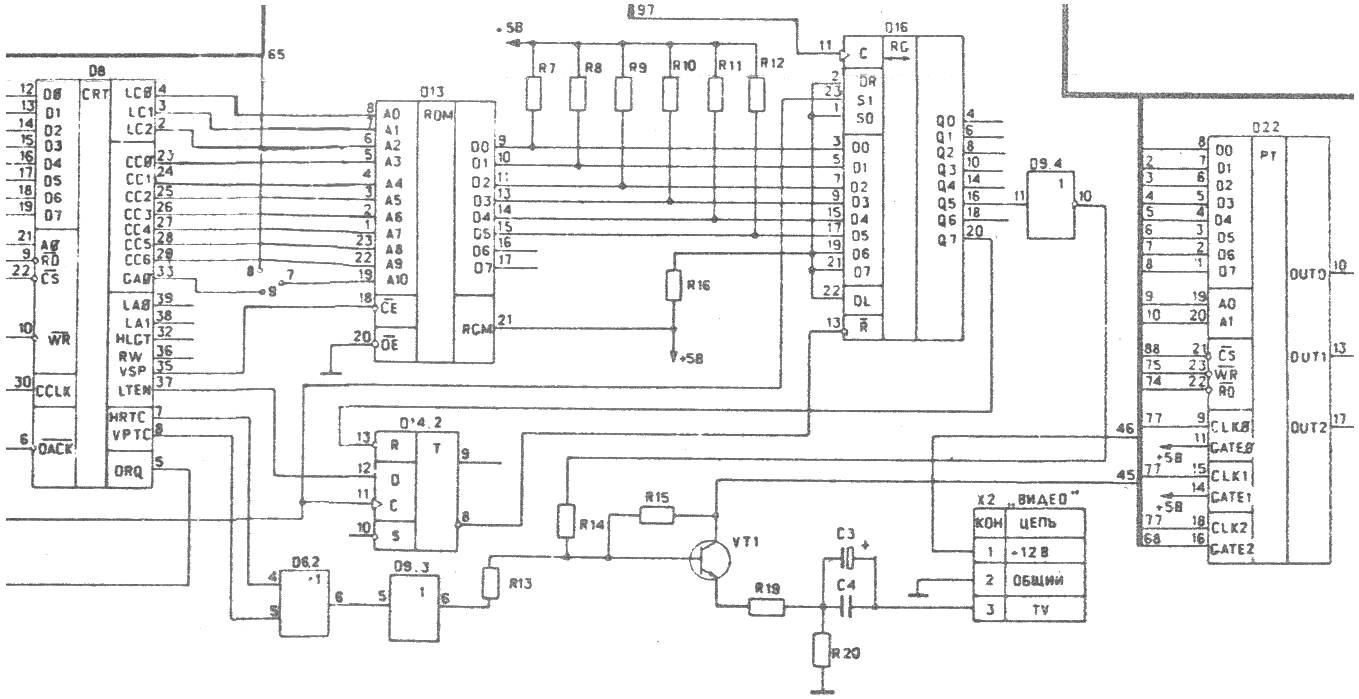 65
97
+5В
D8
CRT
12 D0
13 D1
14 D2
15 D3
16 D4
17 D5
18 D6
19 D7
21 A0
9 RD
22 CS
10 WR
30 CCLK
6 DACK
LC0 4
LC1 3
LC2 2
CC0 23
CC1 24
CC2 25
CC3 26
CC4 27
CC5 28
CC6 29
GA0 33
LA0 39
LA1 38
HLGT 32
RW 36
VSP 35
LTEN 37
HRTC 7
VRTC 8
DRQ 5
8
7
9
D13
ROM
8 A0
7 A1
6 A2
5 A3
4 A4
3 A5
2 A6
1 A7
23 A8
22 A9
19 A10
18 CE
20 OE
D0 9
D1 10
D2 11
D3 13
D4 14
D5 15
D6 16
D7 17
RGM 21
R7
R8
R9
R10
R11
R12
R16
+5В
D16
RG
11 C
2 DR
23 S1
1 S0
3 D0
5 D1
7 D2
9 D3
15 D4
17 D5
19 D6
21 D7
22 DL
13 R
Q0 4
Q1 6
Q2 8
Q3 10
Q4 14
Q5 16
Q6 18
Q7 20
D9.4
11 1 10
D14.2
T
13 R
12 D
11 C
10 S
9
8
D6.2
4
5
1
6
D9.3
5 1 6
R13
R14
R15
VT1
R19
C3
+
C4
R20
46
45
X2 „ВИДЕО"
КОН ЦЕПЬ
1 +12В
2 ОБЩИЙ
3 TV
D22
PT
8 D0
2 7 D1
3 6 D2
4 5 D3
5 4 D4
6 3 D5
7 2 D6
8 1 D7
9 19 A0
10 20 A1
88 21 CS
75 23 WR
74 22 RD
77 9 CLK0
11 GATE0
+5В
77 15 CLK1
14 GATE1
+5В
77 18 CLK2
68 16 GATE2
OUT0 10
OUT1 13
OUT2 17